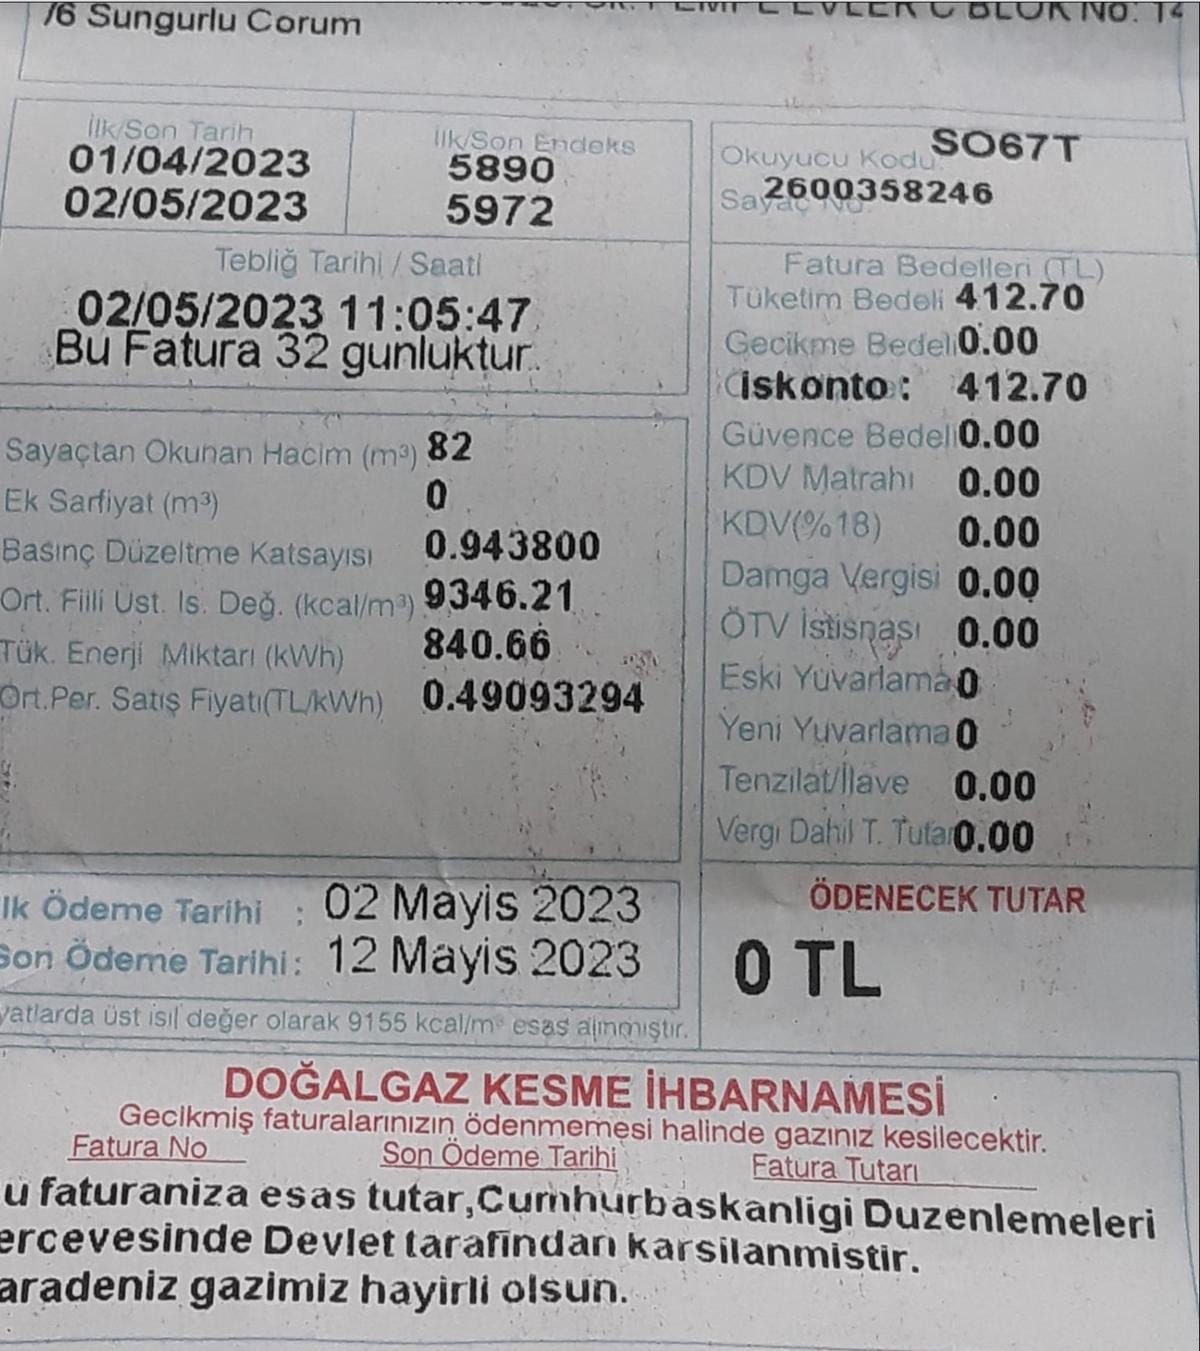 EVLER C BLOK No: 14
/6 Sungurlu Corum
İlk/Son Tarih
01/04/2023
02/05/2023
İlk/Son Endeks
5890
5972
Okuyucu Kodu SO67T
Sayaç No: 2600358246
Tebliğ Tarihi / Saati
02/05/2023 11:05:47
Bu Fatura 32 gunluktur.
Fatura Bedelleri (TL)
Tüketim Bedeli 412.70
Gecikme Bedeli 0.00
iskonto : 412.70
Güvence Bedeli 0.00
KDV Matrahı 0.00
KDV(%18) 0.00
Damga Vergisi 0.00
ÖTV İstisnası 0.00
Eski Yuvarlama 0
Yeni Yuvarlama 0
Tenzilat/İlave 0.00
Vergi Dahil T. Tutar 0.00
Sayaçtan Okunan Hacim (m³) 82
Ek Sarfiyat (m³) 0
Basınç Düzeltme Katsayısı 0.943800
Ort. Fiili Üst. Is. Değ. (kcal/m³) 9346.21
Tük. Enerji Miktarı (kWh) 840.66
Ort.Per. Satış Fiyatı(TL/kWh) 0.49093294
lk Ödeme Tarihi : 02 Mayis 2023
Son Ödeme Tarihi : 12 Mayis 2023
ÖDENECEK TUTAR
0 TL
yatlarda üst ısıl değer olarak 9155 kcal/m³ esas alınmıştır.
DOĞALGAZ KESME İHBARNAMESİ
Gecikmiş faturalarınızın ödenmemesi halinde gazınız kesilecektir.
Fatura No Son Ödeme Tarihi Fatura Tutarı
u faturaniza esas tutar,Cumhurbaskanligi Duzenlemeleri
ercevesinde Devlet tarafindan karsilanmistir.
aradeniz gazimiz hayirli olsun.